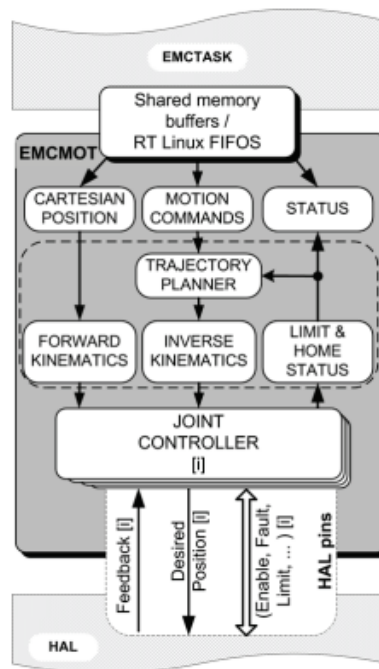 EMCTASK
Shared memory
buffers /
RT Linux FIFOS
EMCMOT
CARTESIAN
POSITION
MOTION
COMMANDS
STATUS
TRAJECTORY
PLANNER
FORWARD
KINEMATICS
INVERSE
KINEMATICS
LIMIT &
HOME
STATUS
JOINT
CONTROLLER
[i]
Feedback [i]
Desired
Position [i]
(Enable, Fault,
Limit, ... ) [i]
HAL pins
HAL